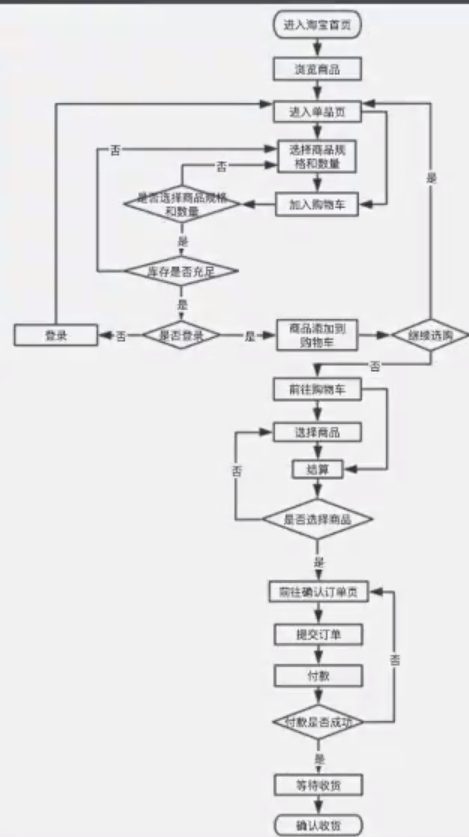 进入淘宝首页
浏览商品
进入单品页
否
选择商品规
格和数量
否
是
是否选择商品规格
和数量
加入购物车
是
库存是否充足
是
登录
否
是否登录
是
商品添加到
购物车
继续选购
否
前往购物车
选择商品
否
结算
是否选择商品
是
前往确认订单页
提交订单
否
付款
付款是否成功
是
等待收货
确认收货